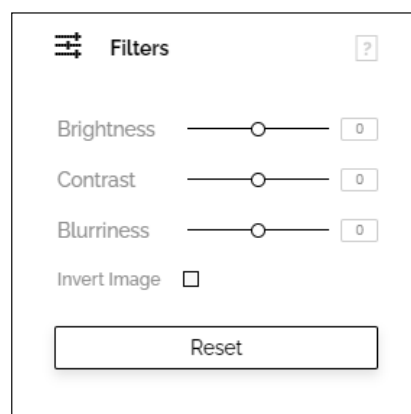 Filters ?
Brightness 0
Contrast 0
Blurriness 0
Invert Image
Reset